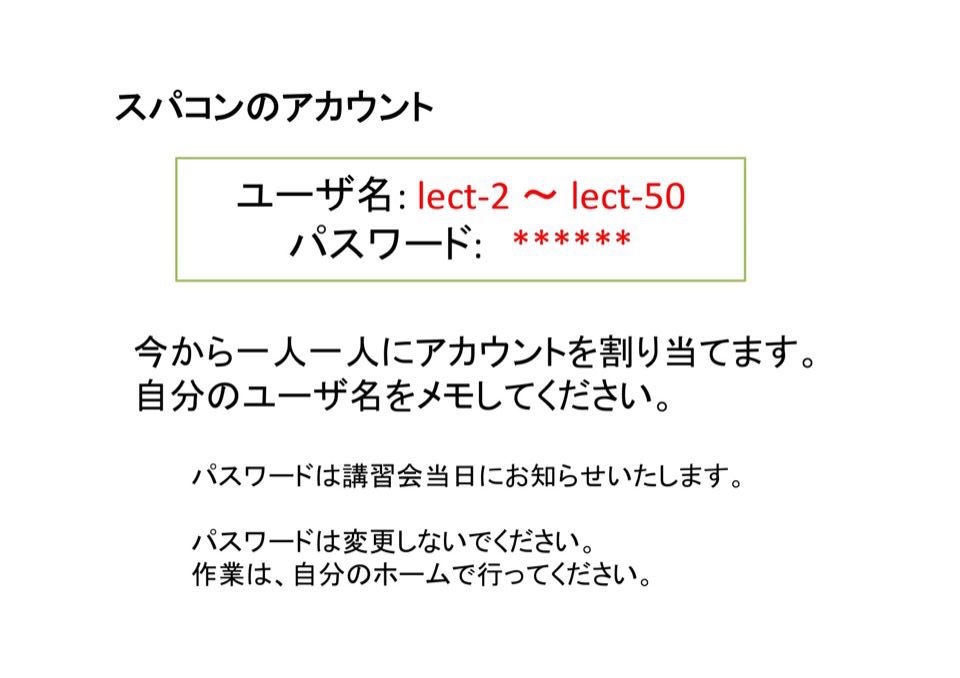 スパコンのアカウント
ユーザ名: lect-2 ～ lect-50
パスワード: ******
今から一人一人にアカウントを割り当てます。
自分のユーザ名をメモしてください。
パスワードは講習会当日にお知らせいたします。
パスワードは変更しないでください。
作業は、自分のホームで行ってください。